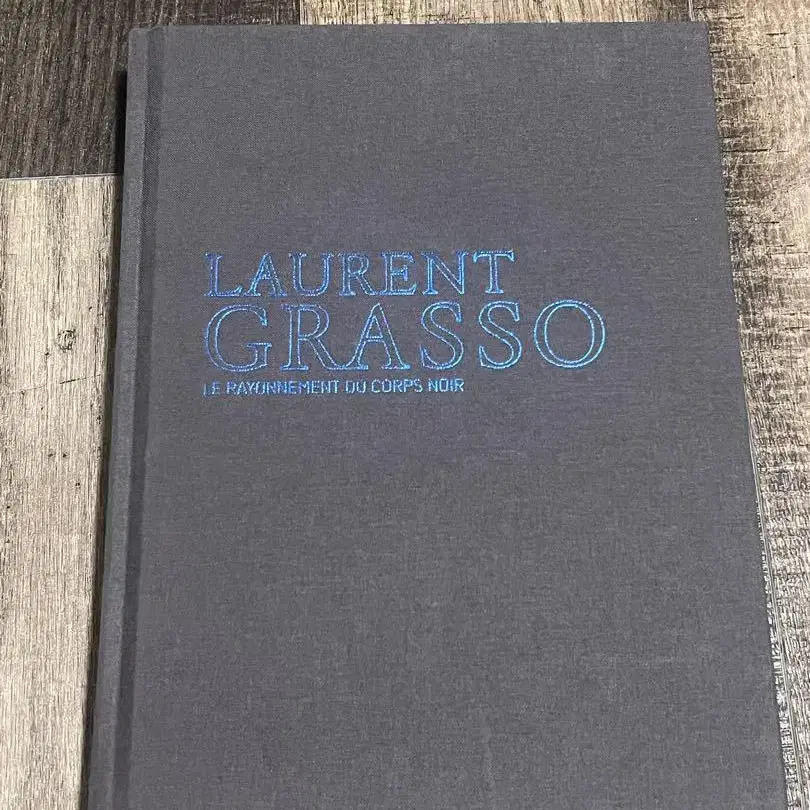 LAURENT
GRASSO
LE RAYONNEMENT DU CORPS NOIR